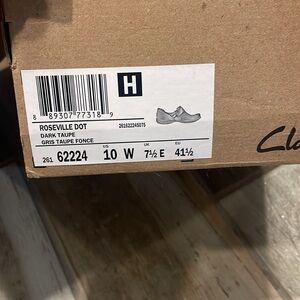 H
8 89307 77318 9
ROSEVILLE DOT
261622245075
DARK TAUPE
GRIS TAUPE FONCE
US UK EU
261 62224 10 W 7½ E 41½
Cla